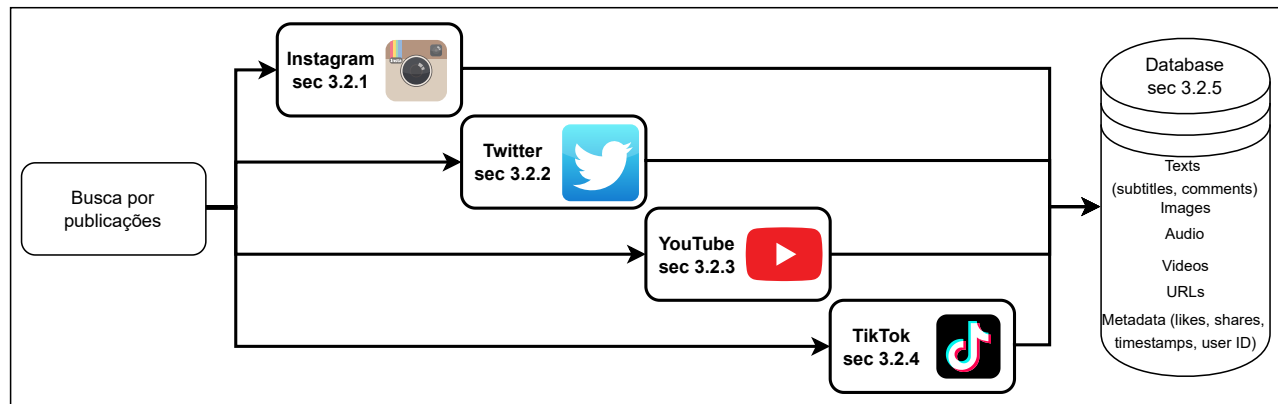 Busca por
publicações
Instagram
sec 3.2.1
Insta
Twitter
sec 3.2.2
YouTube
sec 3.2.3
TikTok
sec 3.2.4
Database
sec 3.2.5
Texts
(subtitles, comments)
Images
Audio
Videos
URLs
Metadata (likes, shares,
timestamps, user ID)